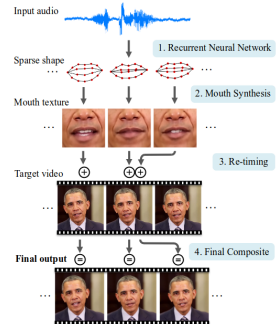 Input audio
1. Recurrent Neural Network
Sparse shape
... ...
2. Mouth Synthesis
Mouth texture
... ...
3. Re-timing
Target video
... ...
4. Final Composite
Final output
... ...